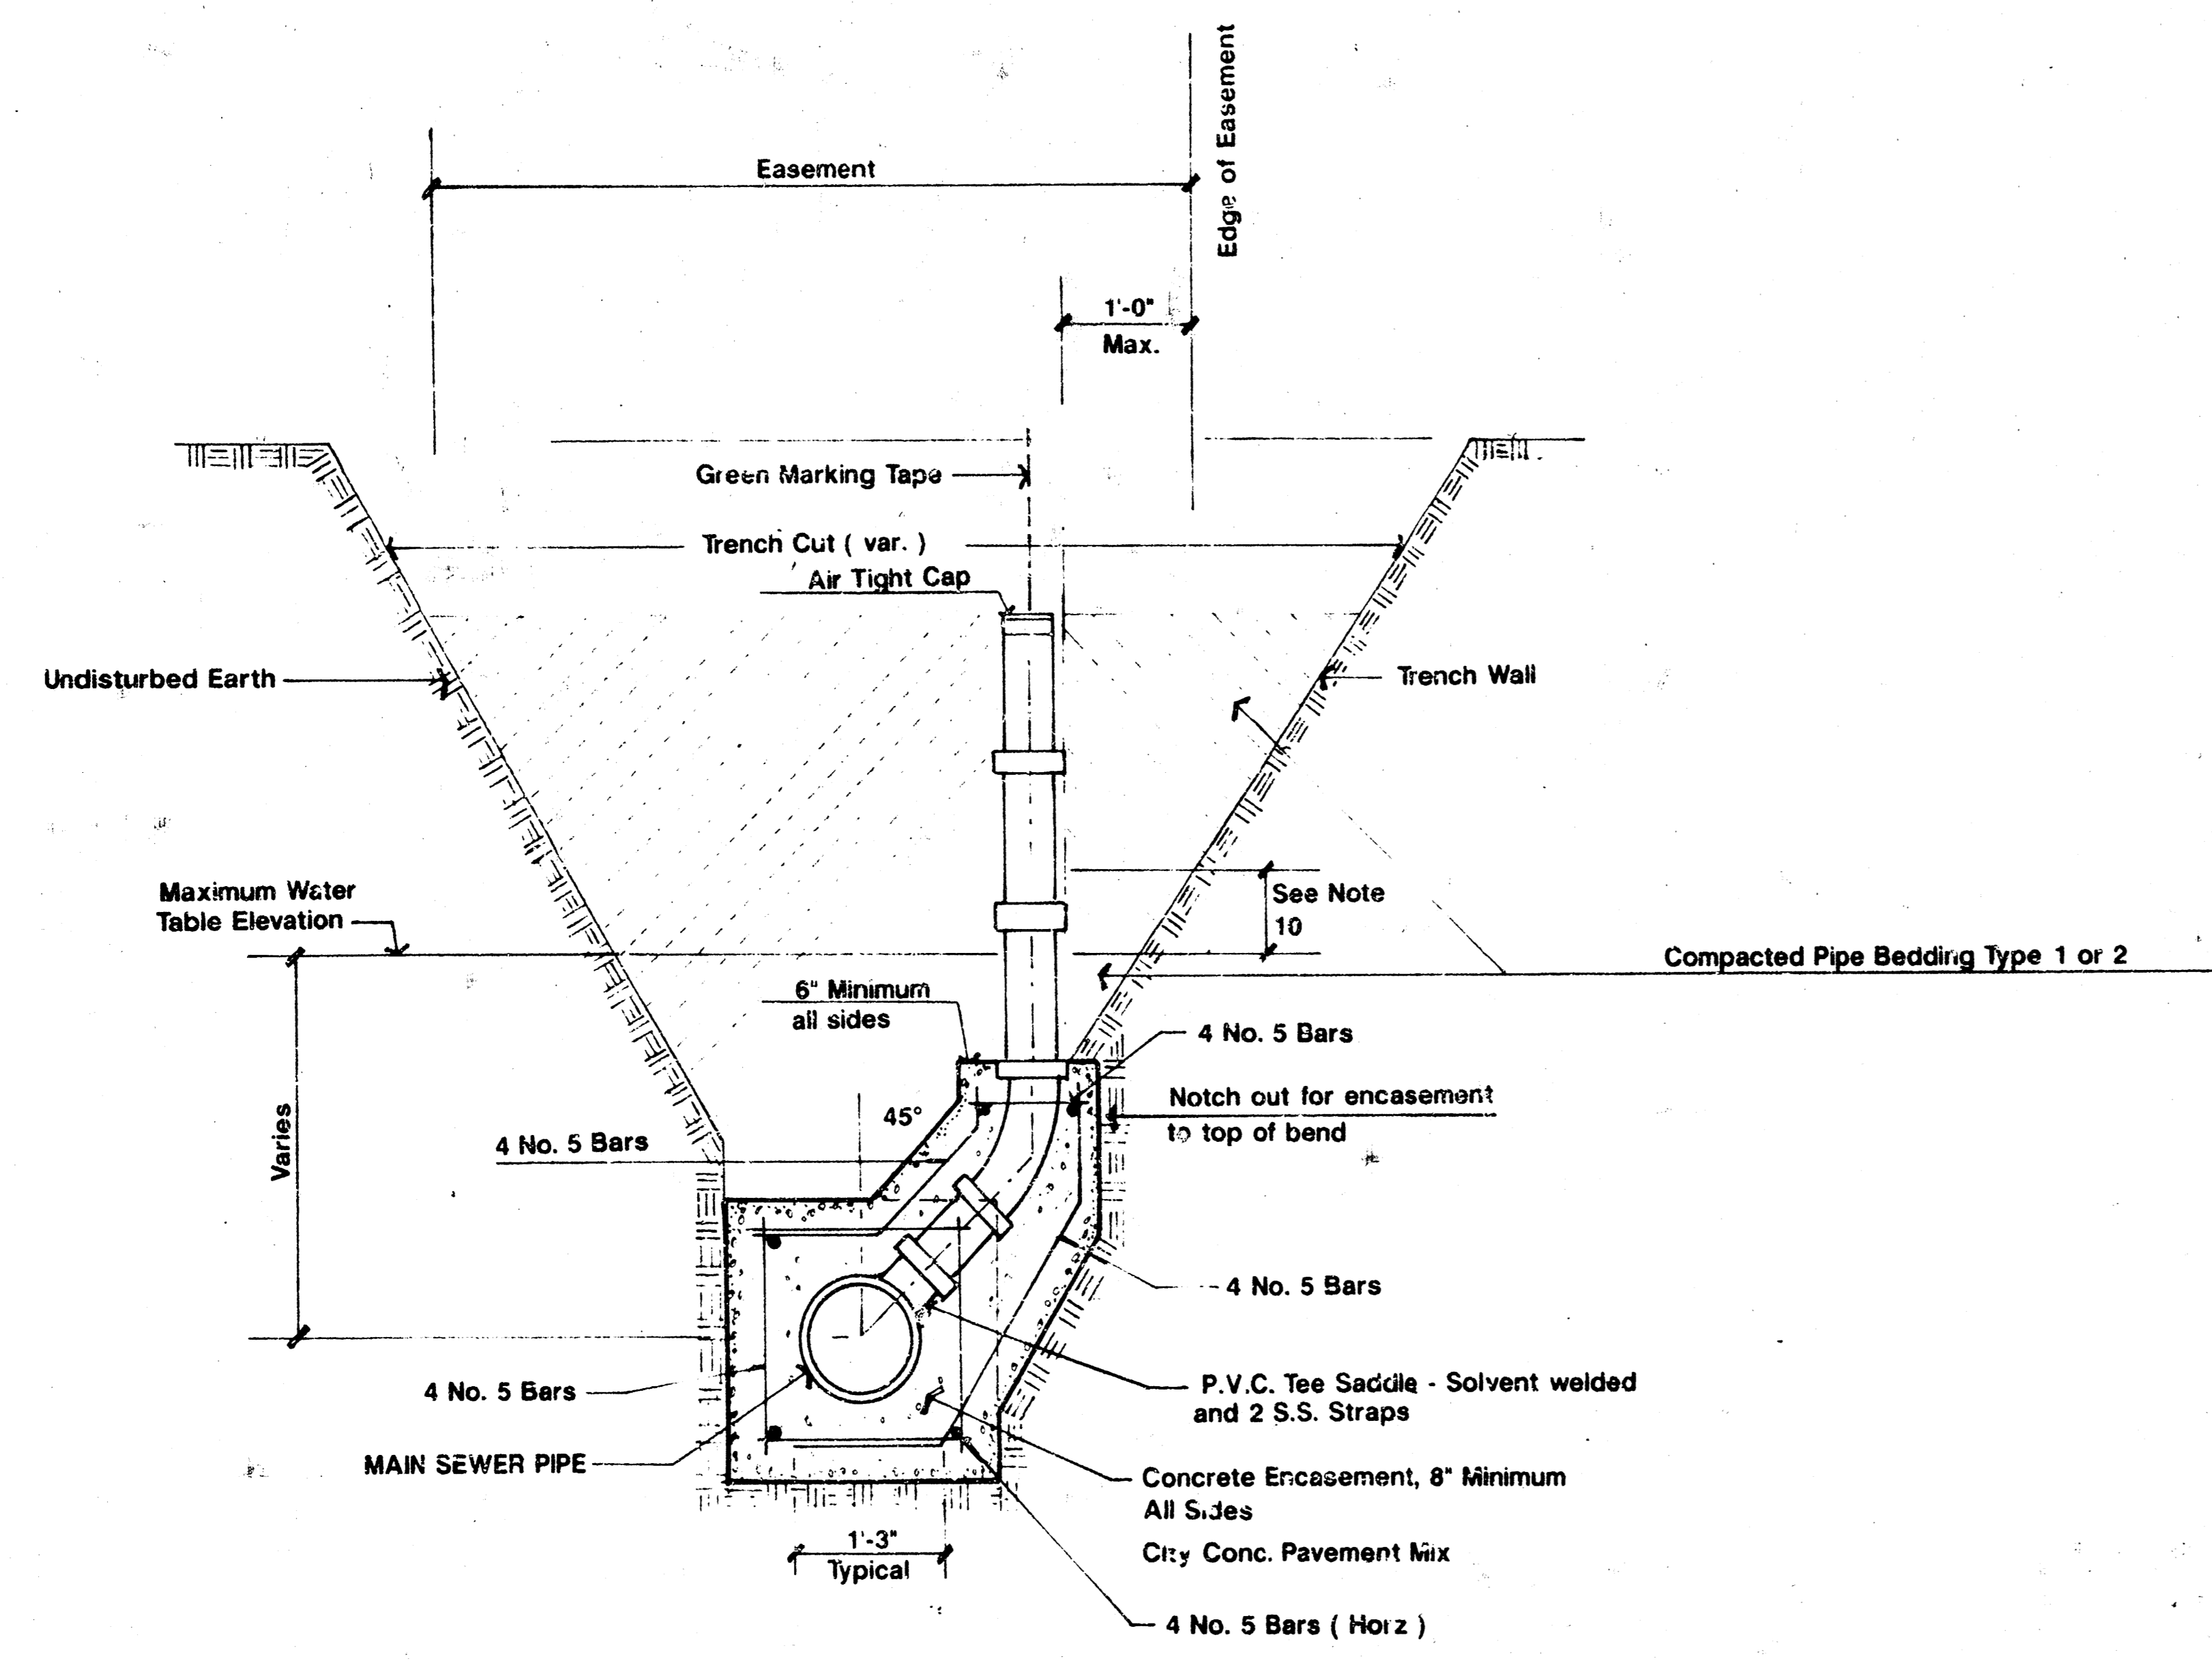 Edge of Easement
Easement
1'-0"
Max.
Green Marking Tape
Trench Cut ( var. )
Air Tight Cap
Undisturbed Earth
Trench Wall
Maximum Water
Table Elevation
See Note
10
Compacted Pipe Bedding Type 1 or 2
6" Minimum
all sides
4 No. 5 Bars
Notch out for encasement
to top of bend
45°
4 No. 5 Bars
Varies
4 No. 5 Bars
P.V.C. Tee Saddle - Solvent welded
and 2 S.S. Straps
4 No. 5 Bars
MAIN SEWER PIPE
Concrete Encasement, 8" Minimum
All Sides
City Conc. Pavement Mix
1'-3"
Typical
4 No. 5 Bars ( Horz )